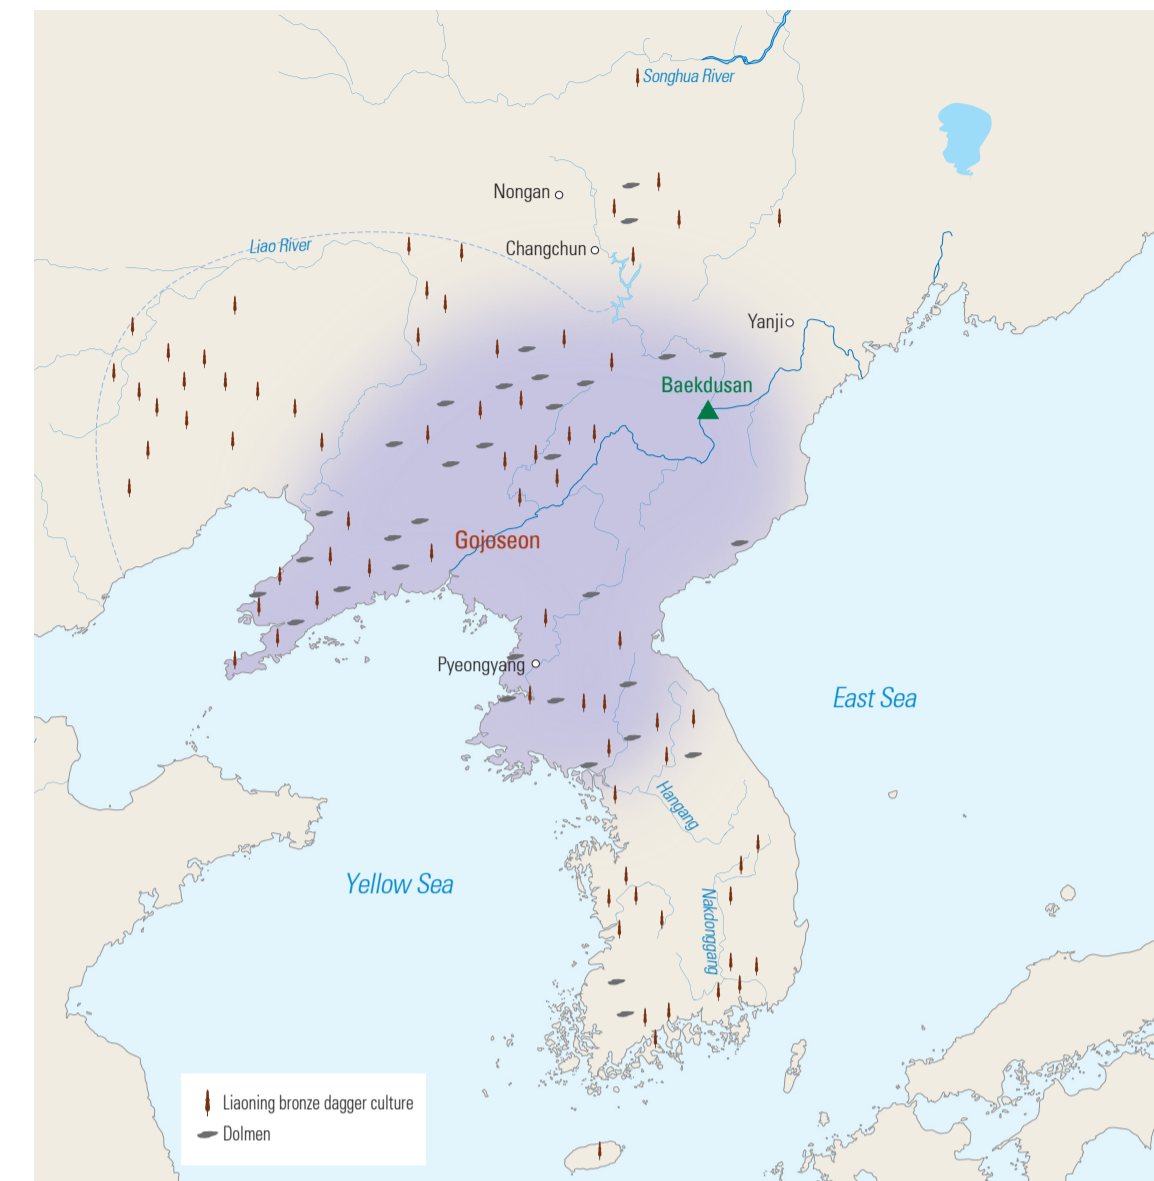 Songhua River
Nongan
Liao River
Changchun
Yanji
Baekdusan
Gojoseon
Pyeongyang
East Sea
Hangang
Yellow Sea
Nakdonggang
Liaoning bronze dagger culture
Dolmen